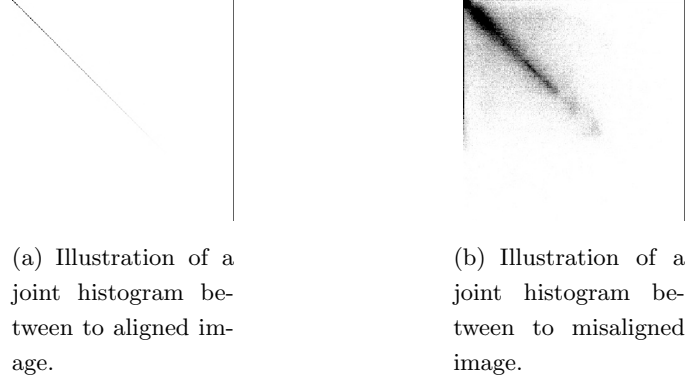 (a) Illustration of a
joint histogram be-
tween to aligned im-
age.
(b) Illustration of a
joint histogram be-
tween to misaligned
image.